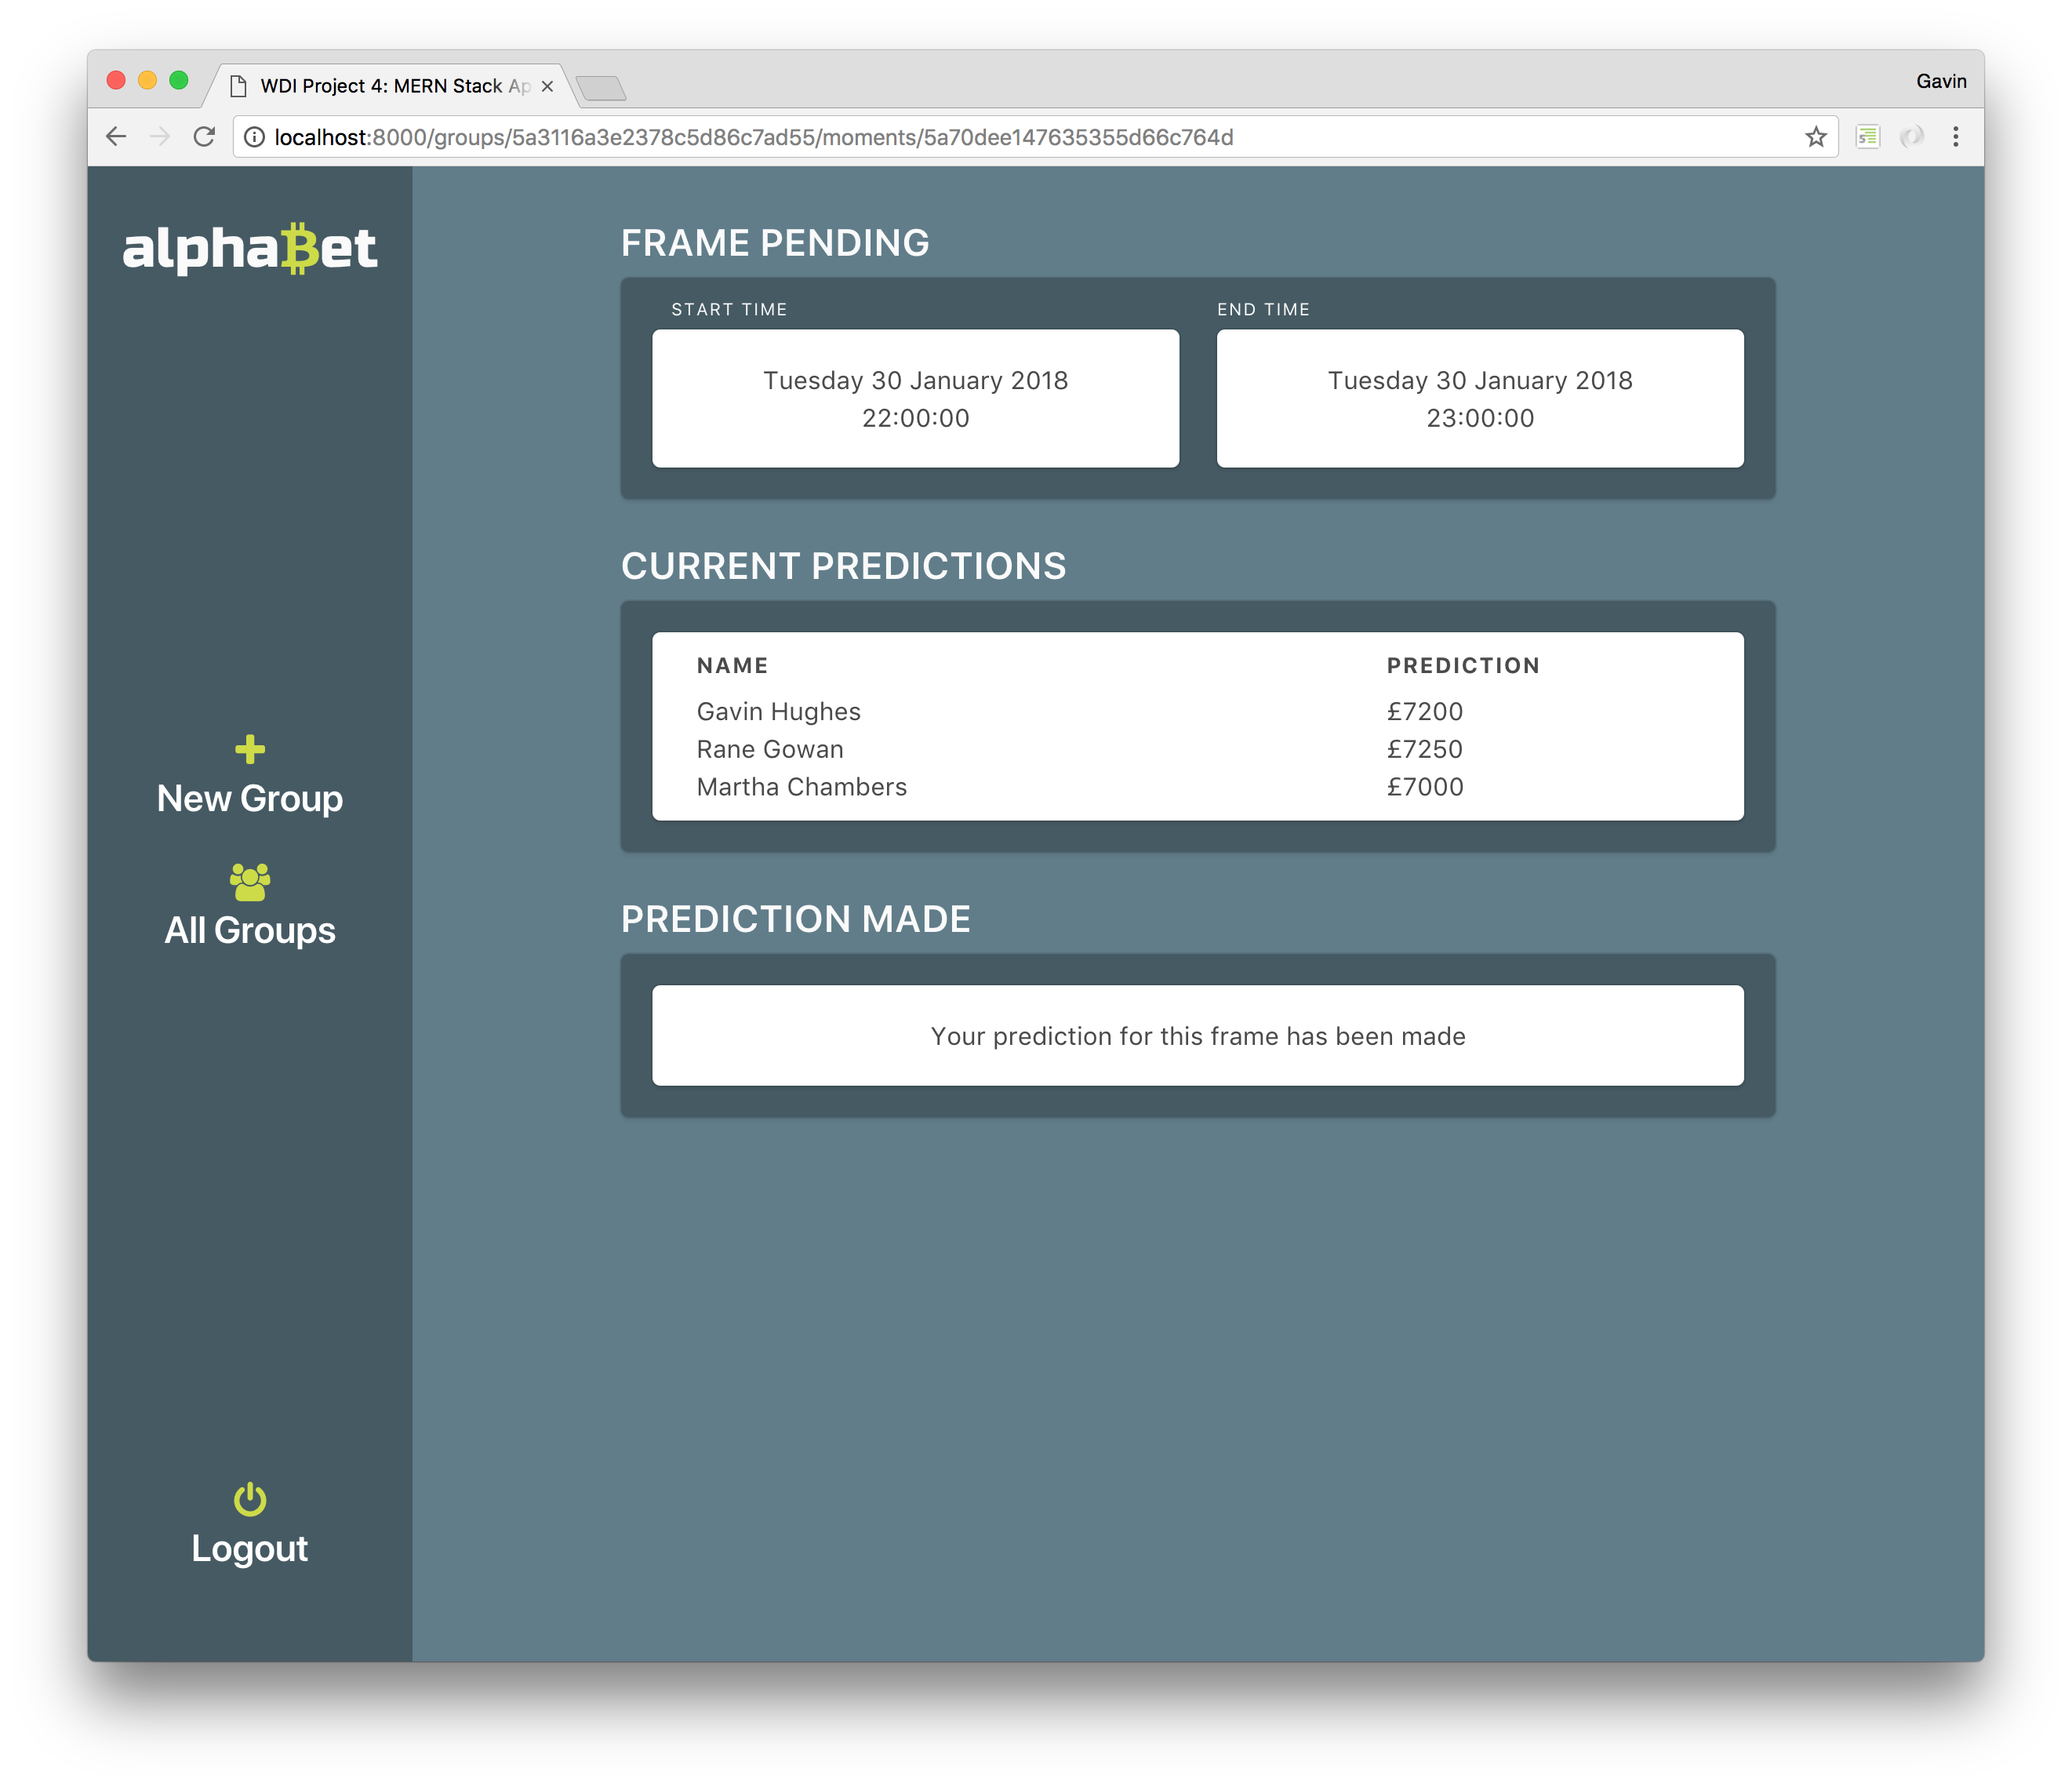 WDI Project 4: MERN Stack Ap
Gavin
localhost:8000/groups/5a3116a3e2378c5d86c7ad55/moments/5a70dee147635355d66c764d
alphaBet
New Group
All Groups
Logout
FRAME PENDING
START TIME
END TIME
Tuesday 30 January 2018
22:00:00
Tuesday 30 January 2018
23:00:00
CURRENT PREDICTIONS
NAME PREDICTION
Gavin Hughes £7200
Rane Gowan £7250
Martha Chambers £7000
PREDICTION MADE
Your prediction for this frame has been made